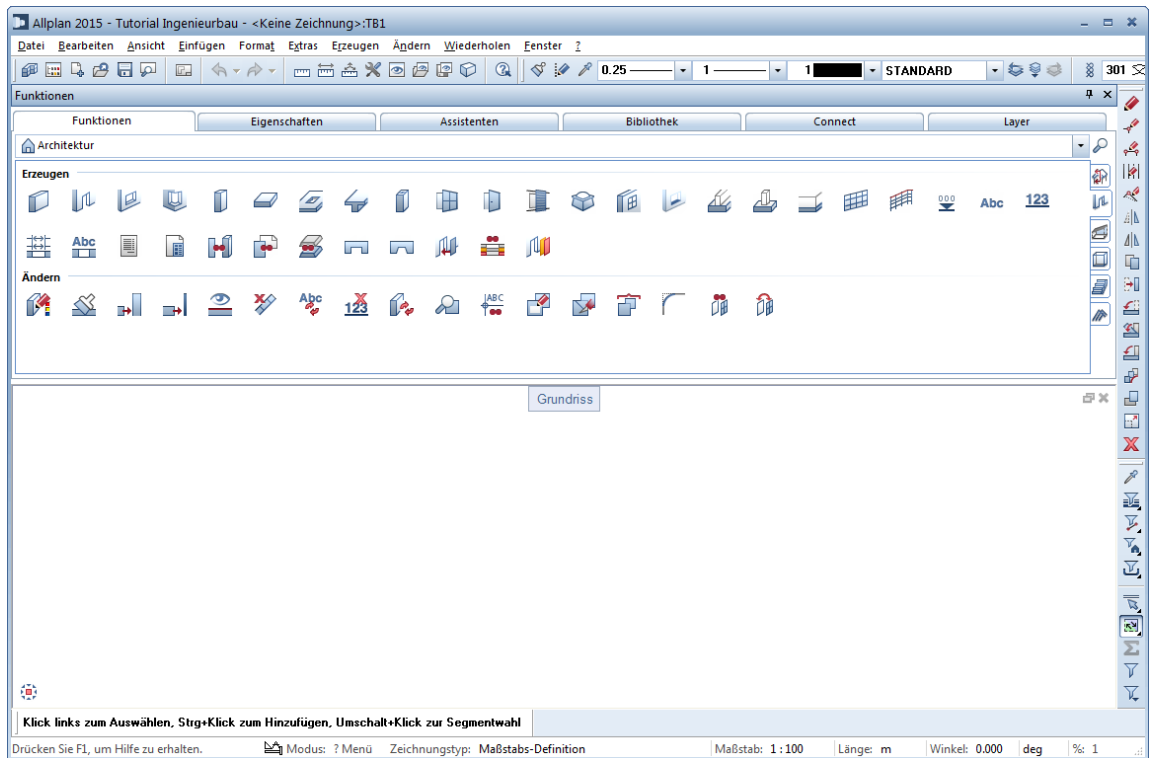 Allplan 2015 - Tutorial Ingenieurbau - <Keine Zeichnung>:TB1
Datei Bearbeiten Ansicht Einfügen Format Extras Erzeugen Ändern Wiederholen Fenster ?
0.25 1 1 STANDARD 301
Funktionen
Funktionen Eigenschaften Assistenten Bibliothek Connect Layer
Architektur
Erzeugen
000 Abc 123
Abc
Ändern
Abc 123 ABC
Grundriss
Klick links zum Auswählen, Strg+Klick zum Hinzufügen, Umschalt+Klick zur Segmentwahl
Drücken Sie F1, um Hilfe zu erhalten. Modus: ? Menü Zeichnungstyp: Maßstabs-Definition Maßstab: 1 : 100 Länge: m Winkel: 0.000 deg %: 1